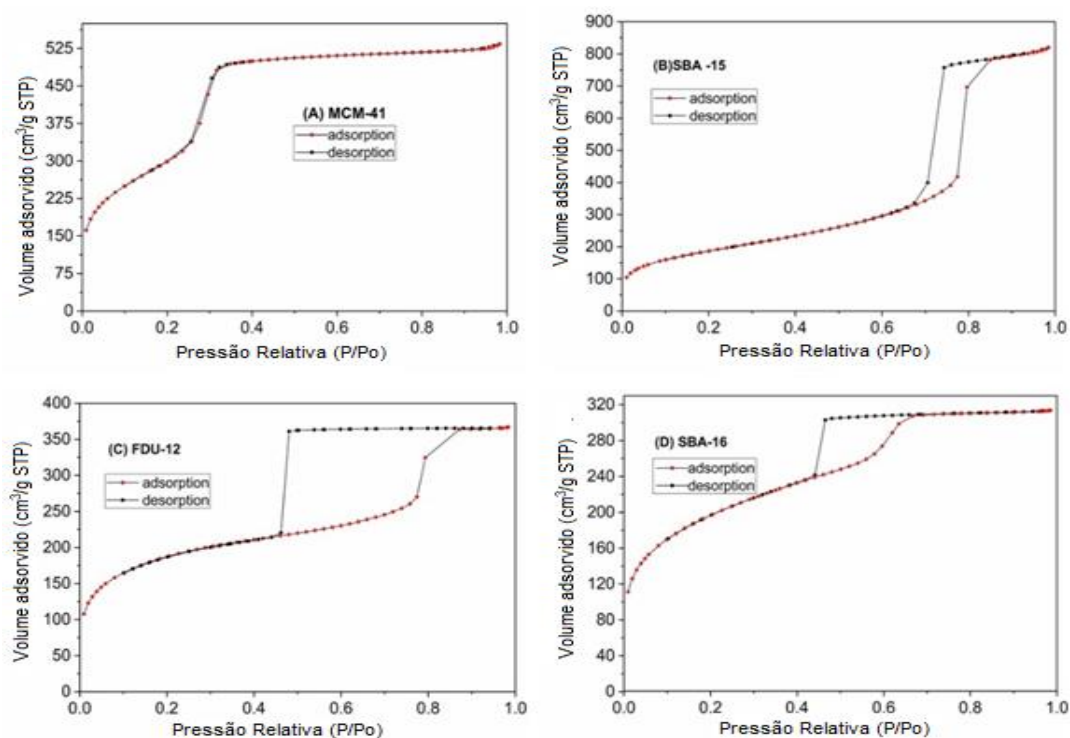 Volume adsorvido (cm³/g STP)
525
450
375
300
225
150
75
0
(A) MCM-41
adsorption
desorption
0.0 0.2 0.4 0.6 0.8 1.0
Pressão Relativa (P/Po)
Volume adsorvido (cm³/g STP)
900
800
700
600
500
400
300
200
100
0
(B)SBA -15
adsorption
desorption
0.0 0.2 0.4 0.6 0.8 1.0
Pressão Relativa (P/Po)
Volume adsorvido (cm³/g STP)
400
350
300
250
200
150
100
50
0
(C) FDU-12
adsorption
desorption
0.0 0.2 0.4 0.6 0.8 1.0
Pressão Relativa (P/Po)
Volume adsorvido (cm³/g STP)
320
280
240
200
160
120
80
40
0
(D) SBA-16
adsorption
desorption
0.0 0.2 0.4 0.6 0.8 1.0
Pressão Relativa (P/Po)